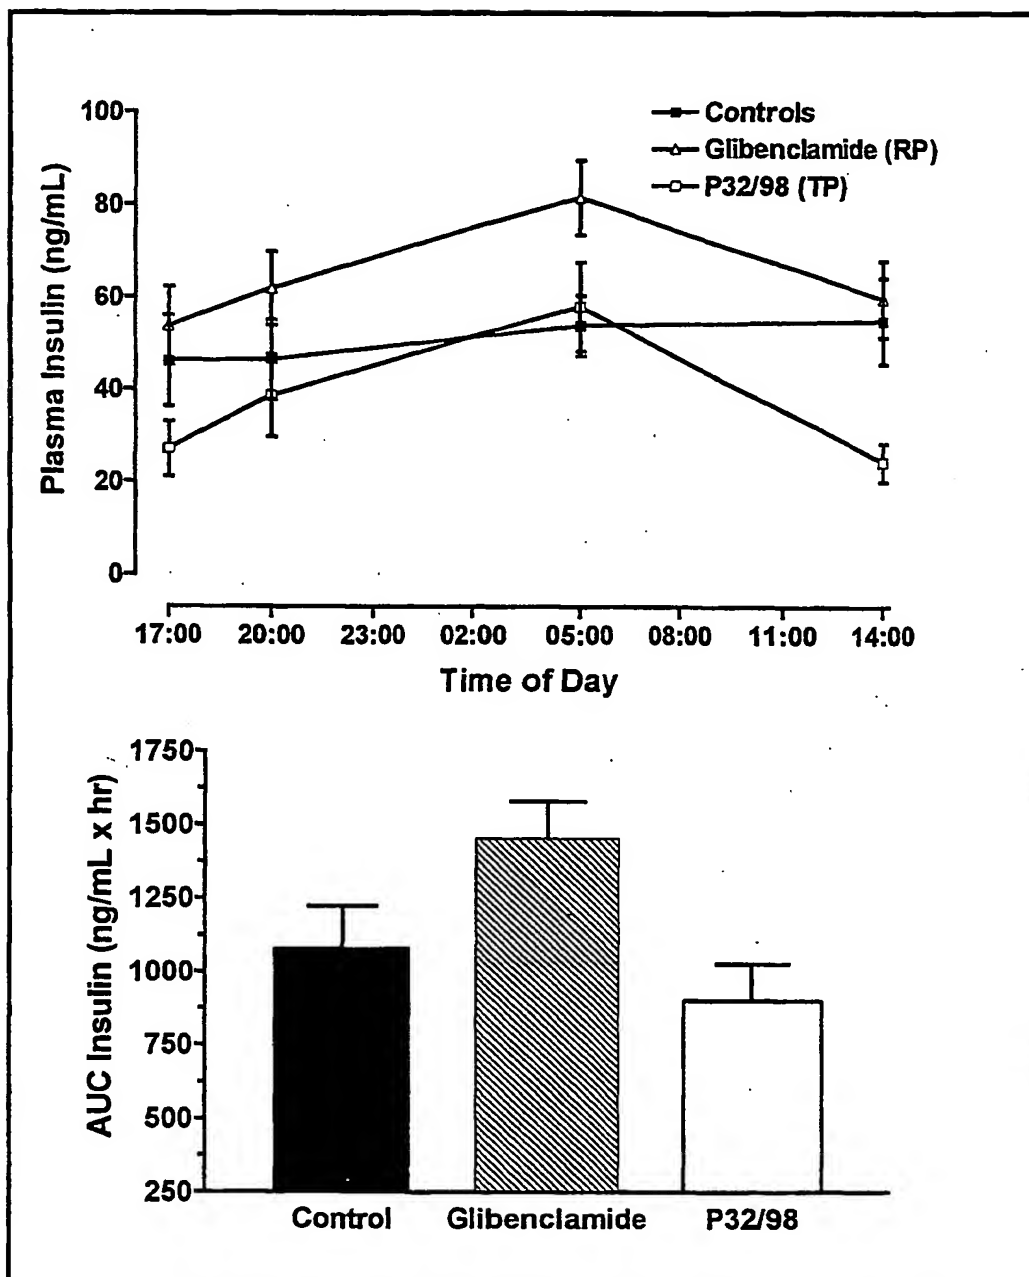 100
80
60
40
20
0
Plasma Insulin (ng/mL)
Controls
Glibenclamide (RP)
P32/98 (TP)
17:00 20:00 23:00 02:00 05:00 08:00 11:00 14:00
Time of Day
1750
1500
1250
1000
750
500
250
AUC Insulin (ng/mL x hr)
Control Glibenclamide P32/98